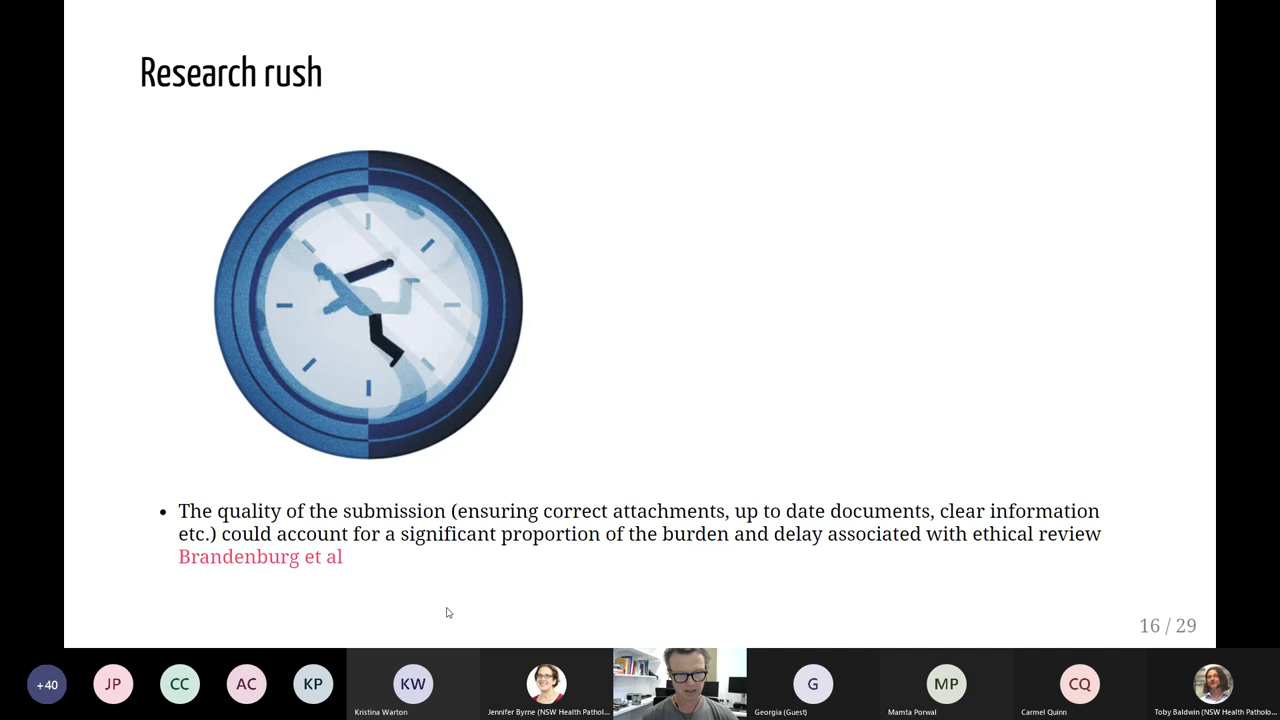 Research rush
• The quality of the submission (ensuring correct attachments, up to date documents, clear information
etc.) could account for a significant proportion of the burden and delay associated with ethical review
Brandenburg et al
16 / 29
+40
JP
CC
AC
KP
KW
G
MP
CQ
Kristina Warton
Jennifer Byrne (NSW Health Pathol...
Georgia (Guest)
Mamta Porwal
Carmel Quinn
Toby Baldwin (NSW Health Patholo...